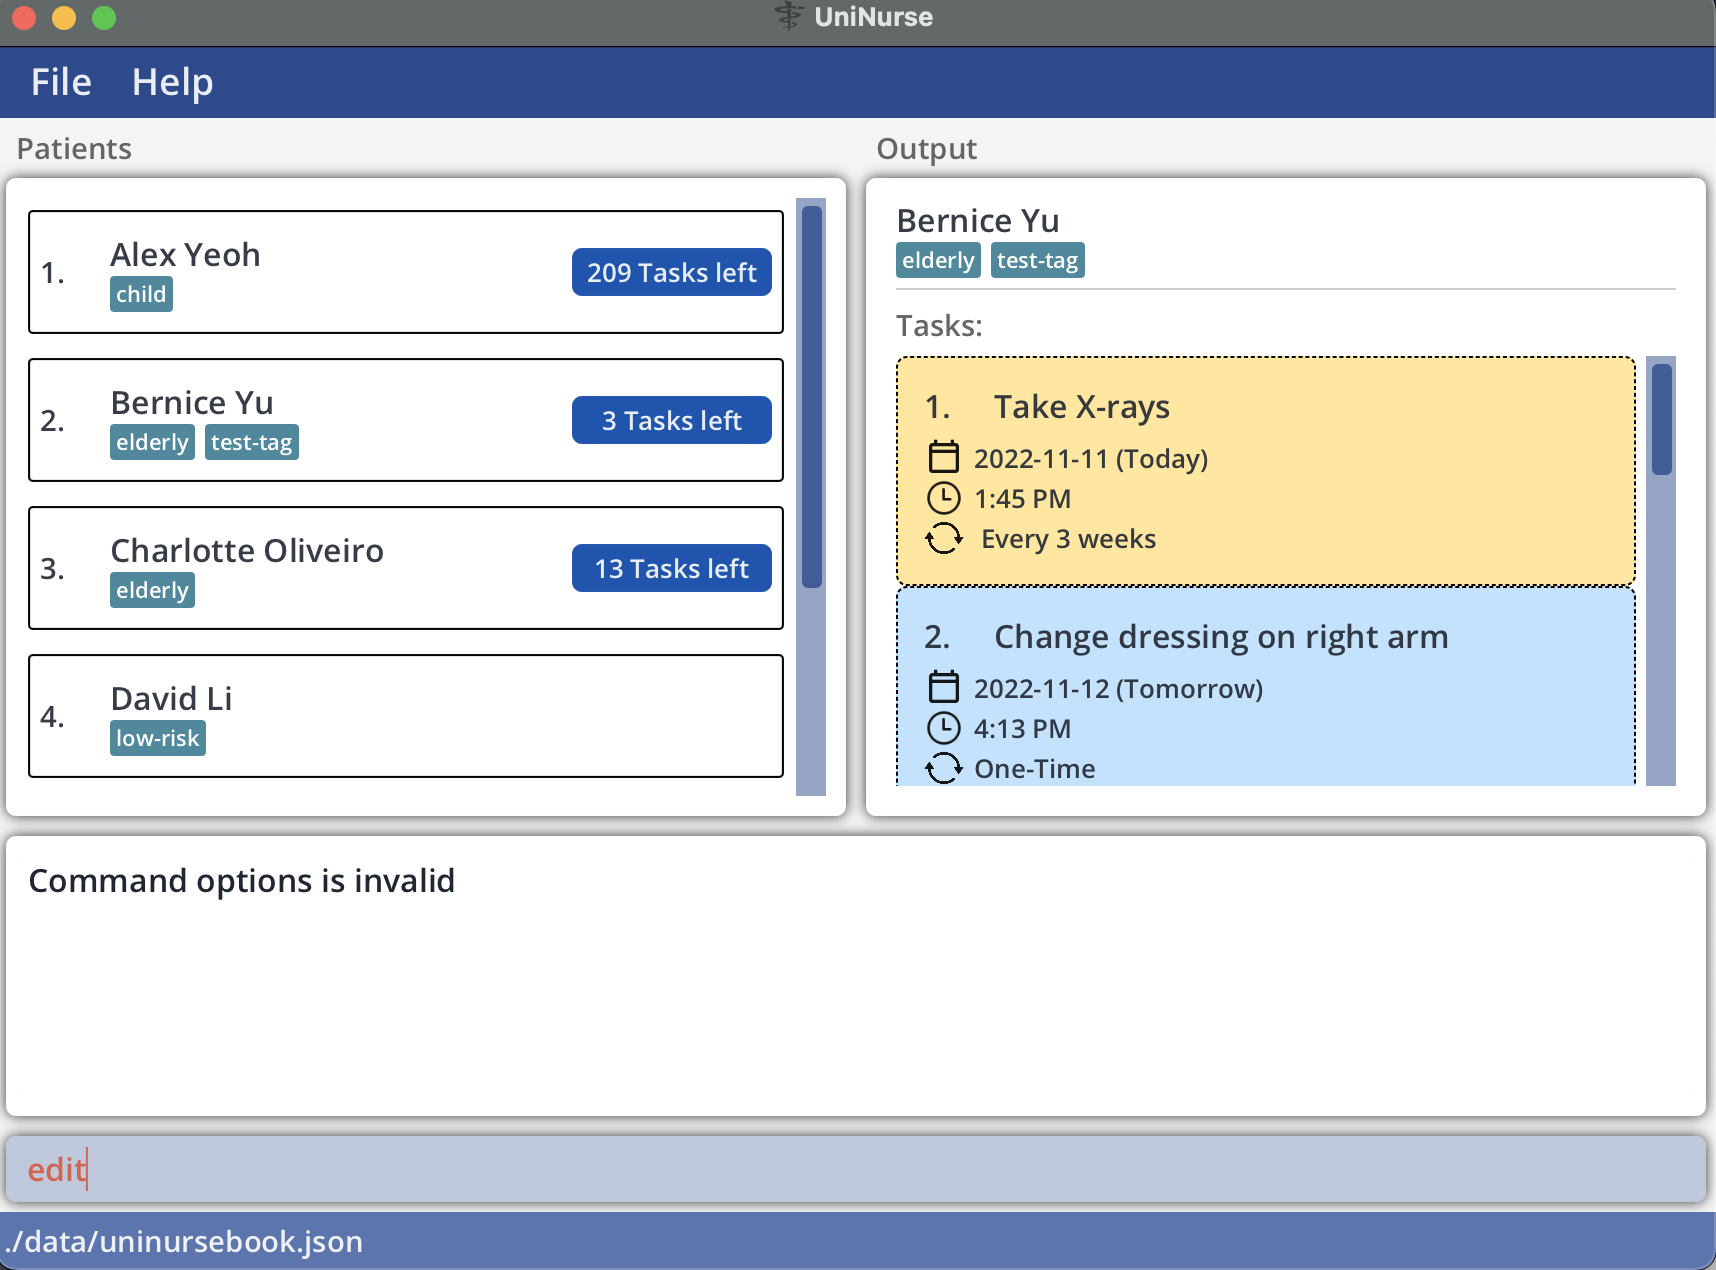 UniNurse
File Help
Patients
1. Alex Yeoh
child
209 Tasks left
2. Bernice Yu
elderly test-tag
3 Tasks left
3. Charlotte Oliveiro
elderly
13 Tasks left
4. David Li
low-risk
Output
Bernice Yu
elderly test-tag
Tasks:
1. Take X-rays
2022-11-11 (Today)
1:45 PM
Every 3 weeks
2. Change dressing on right arm
2022-11-12 (Tomorrow)
4:13 PM
One-Time
Command options is invalid
edit
./data/uninursebook.json